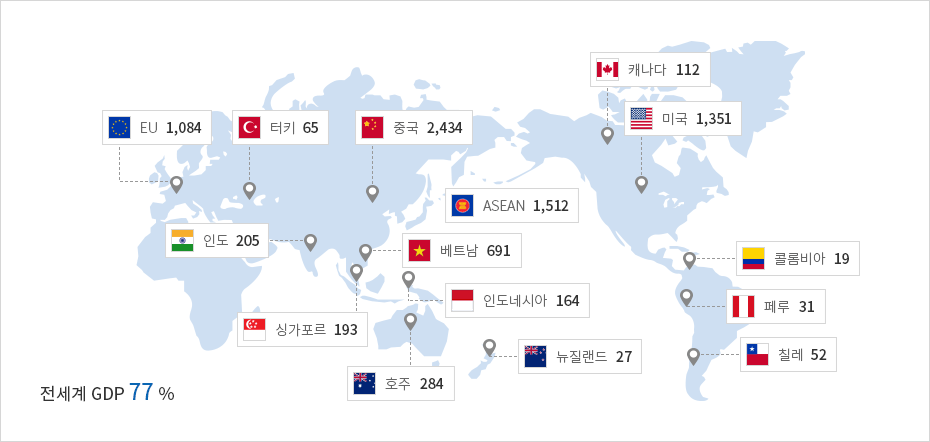 캐나다 112
미국 1,351
EU 1,084
터키 65
중국 2,434
ASEAN 1,512
인도 205
베트남 691
콜롬비아 19
인도네시아 164
페루 31
싱가포르 193
뉴질랜드 27
칠레 52
호주 284
전세계 GDP 77 %